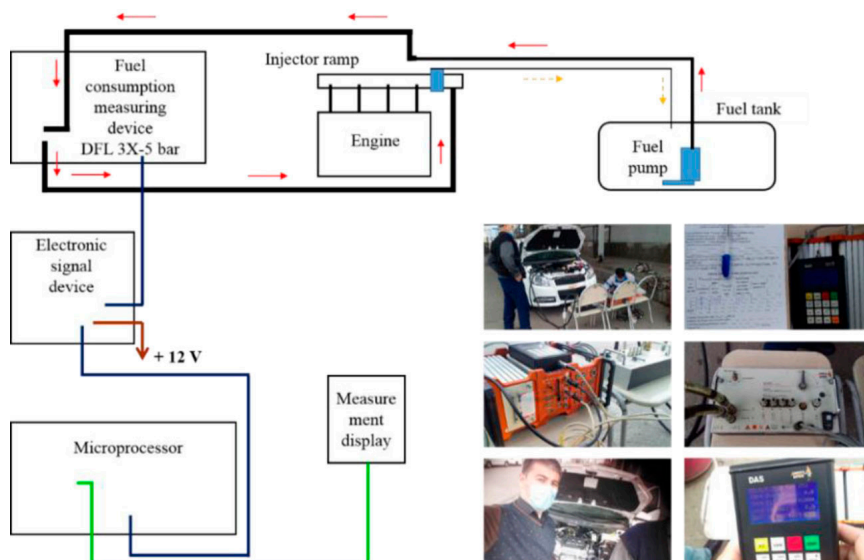 Fuel
consumption
measuring
device
DFL 3X-5 bar
Injector ramp
Engine
Fuel tank
Fuel
pump
Electronic
signal
device
+ 12 V
Microprocessor
Measure
ment
display
DAS